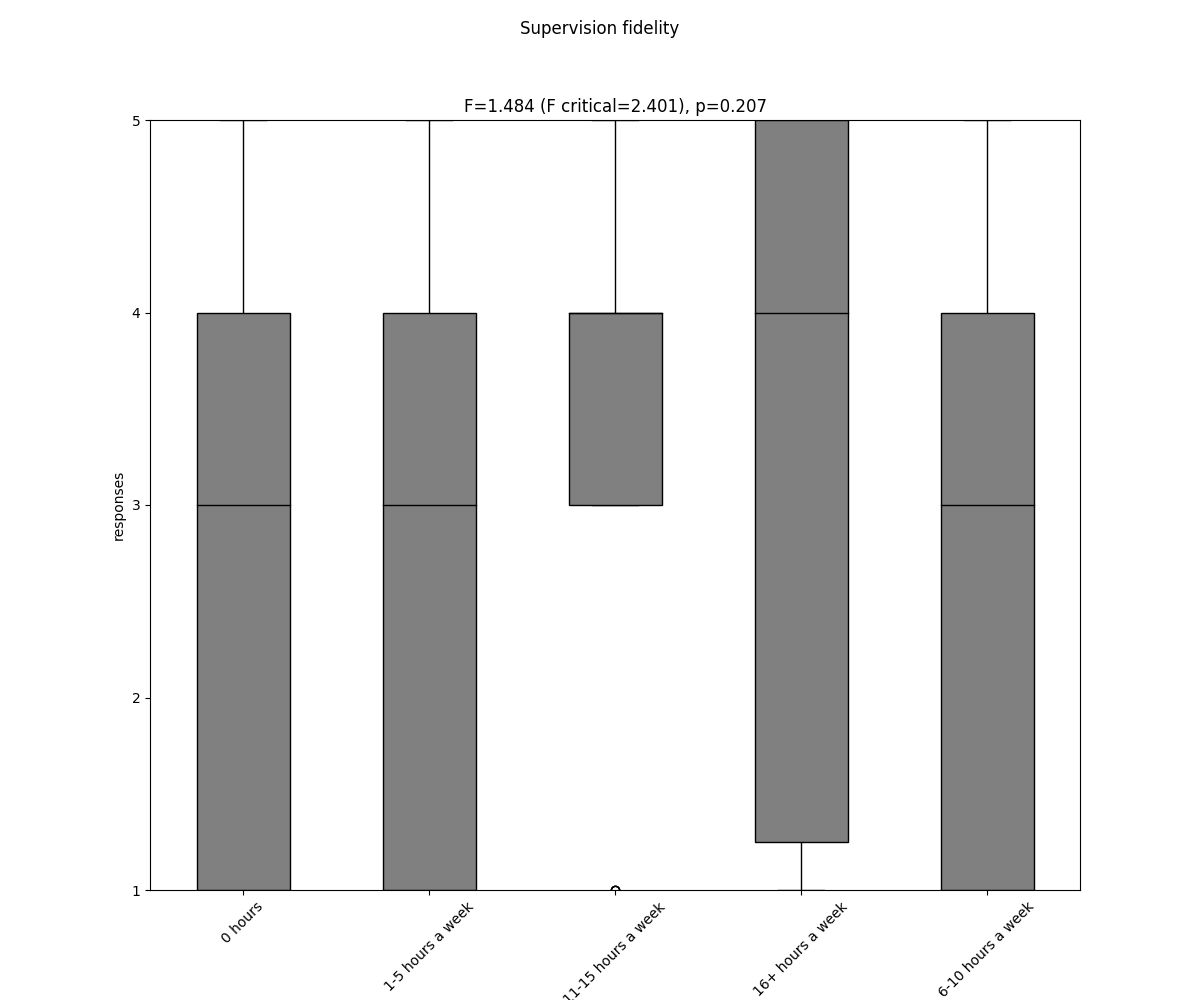 Supervision fidelity
F=1.484 (F critical=2.401), p=0.207
5
4
3
2
1
responses
0 hours
1-5 hours a week
11-15 hours a week
16+ hours a week
6-10 hours a week